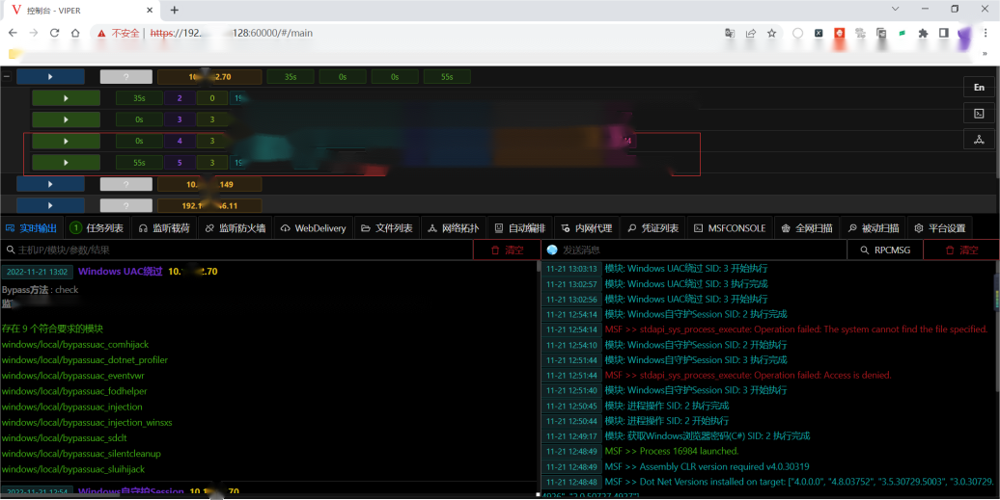 控制台 - VIPER
不安全 https://192. 128:60000/#/main
? 10 2.70 35s 0s 0s 55s
En
35s 2 0 19
0s 3 3
0s 4 3
55s 5 3 19
? 10. .149
? 192.1 46.11
实时输出 1 任务列表 监听载荷 监听防火墙 WebDelivery 文件列表 网络拓扑 自动编排 内网代理 凭证列表 MSFCONSOLE 全网扫描 被动扫描 平台设置
主机IP/模块/参数/结果 清空
发送消息 RPCMSG 清空
2022-11-21 13:02 Windows UAC绕过 10. 2.70
Bypass方法 : check
监
存在 9 个符合要求的模块
windows/local/bypassuac_comhijack
windows/local/bypassuac_dotnet_profiler
windows/local/bypassuac_eventvwr
windows/local/bypassuac_fodhelper
windows/local/bypassuac_injection
windows/local/bypassuac_injection_winsxs
windows/local/bypassuac_sdclt
windows/local/bypassuac_silentcleanup
windows/local/bypassuac_sluihijack
2022-11-21 12:54 Windows自守护Session 10.1 70
11-21 13:03:13 模块: Windows UAC绕过 SID: 3 开始执行
11-21 13:02:57 模块: Windows UAC绕过 SID: 3 执行完成
11-21 13:02:56 模块: Windows UAC绕过 SID: 3 开始执行
11-21 12:54:14 模块: Windows自守护Session SID: 2 执行完成
11-21 12:54:14 MSF >> stdapi_sys_process_execute: Operation failed: The system cannot find the file specified.
11-21 12:54:10 模块: Windows自守护Session SID: 2 开始执行
11-21 12:51:44 模块: Windows自守护Session SID: 3 执行完成
11-21 12:51:44 MSF >> stdapi_sys_process_execute: Operation failed: Access is denied.
11-21 12:51:40 模块: Windows自守护Session SID: 3 开始执行
11-21 12:50:45 模块: 进程操作 SID: 2 执行完成
11-21 12:50:44 模块: 进程操作 SID: 2 开始执行
11-21 12:49:17 模块: 获取Windows浏览器密码(C#) SID: 2 执行完成
11-21 12:48:49 MSF >> Process 16984 launched.
11-21 12:48:49 MSF >> Assembly CLR version required v4.0.30319
11-21 12:48:48 MSF >> Dot Net Versions installed on target: ["4.0.0.0", "4.8.03752", "3.5.30729.5003", "3.0.30729.
4926", "2.0.50727.4927"]